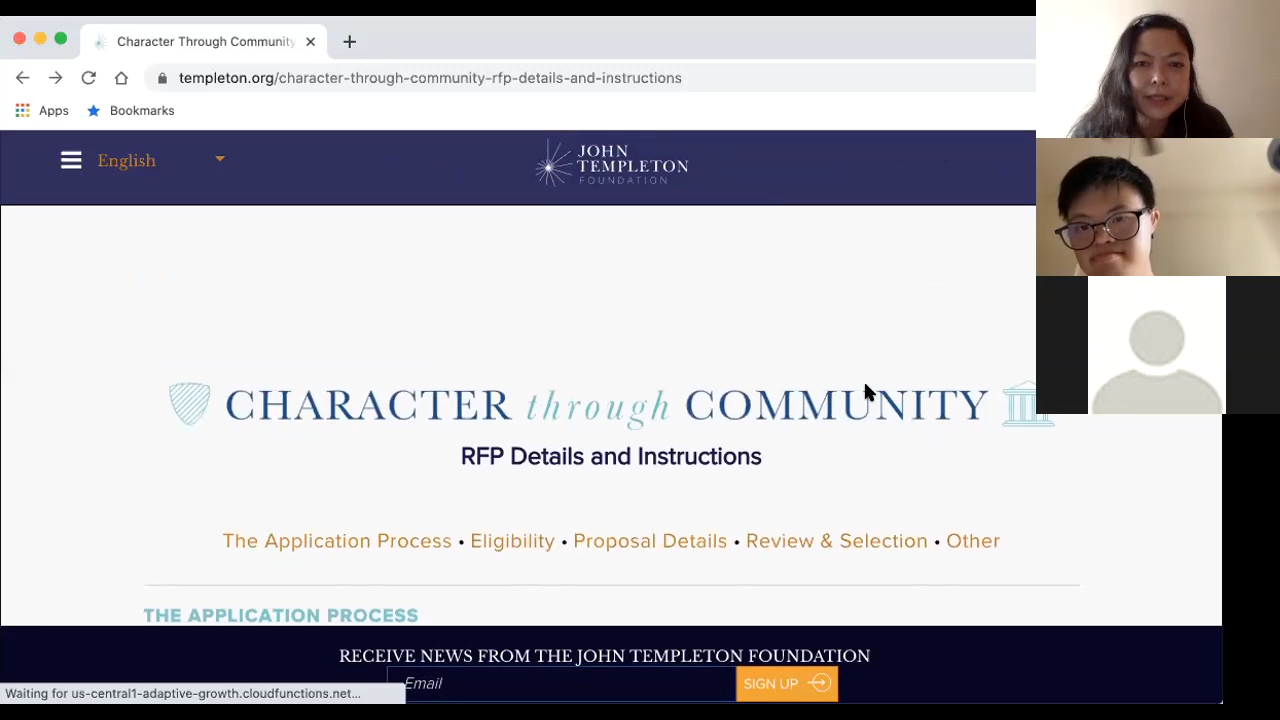 Character Through Community
templeton.org/character-through-community-rfp-details-and-instructions
Apps
Bookmarks
English
JOHN
TEMPLETON
FOUNDATION
CHARACTER through COMMUNITY
RFP Details and Instructions
The Application Process • Eligibility • Proposal Details • Review & Selection • Other
THE APPLICATION PROCESS
RECEIVE NEWS FROM THE JOHN TEMPLETON FOUNDATION
Email
SIGN UP
Waiting for us-central1-adaptive-growth.cloudfunctions.net...